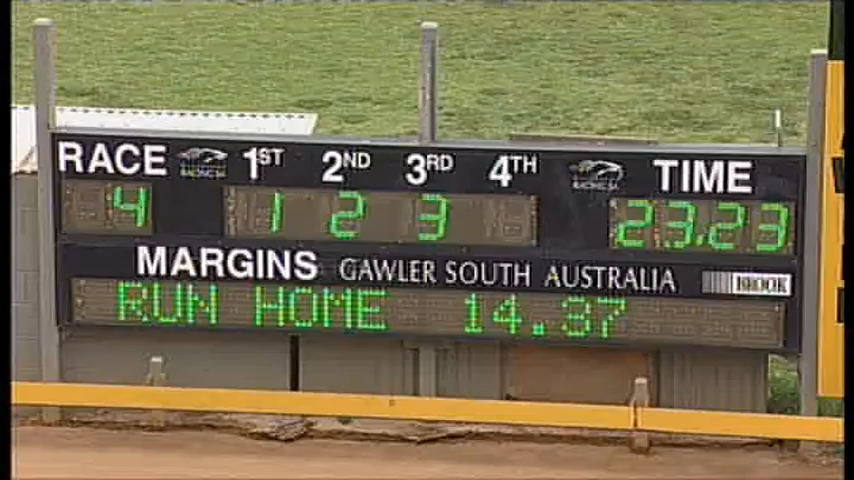 RACE 1ST 2ND 3RD 4TH TIME
4 1 2 3 23.23
MARGINS GAWLER SOUTH AUSTRALIA BROOK
RUN HOME 14.37